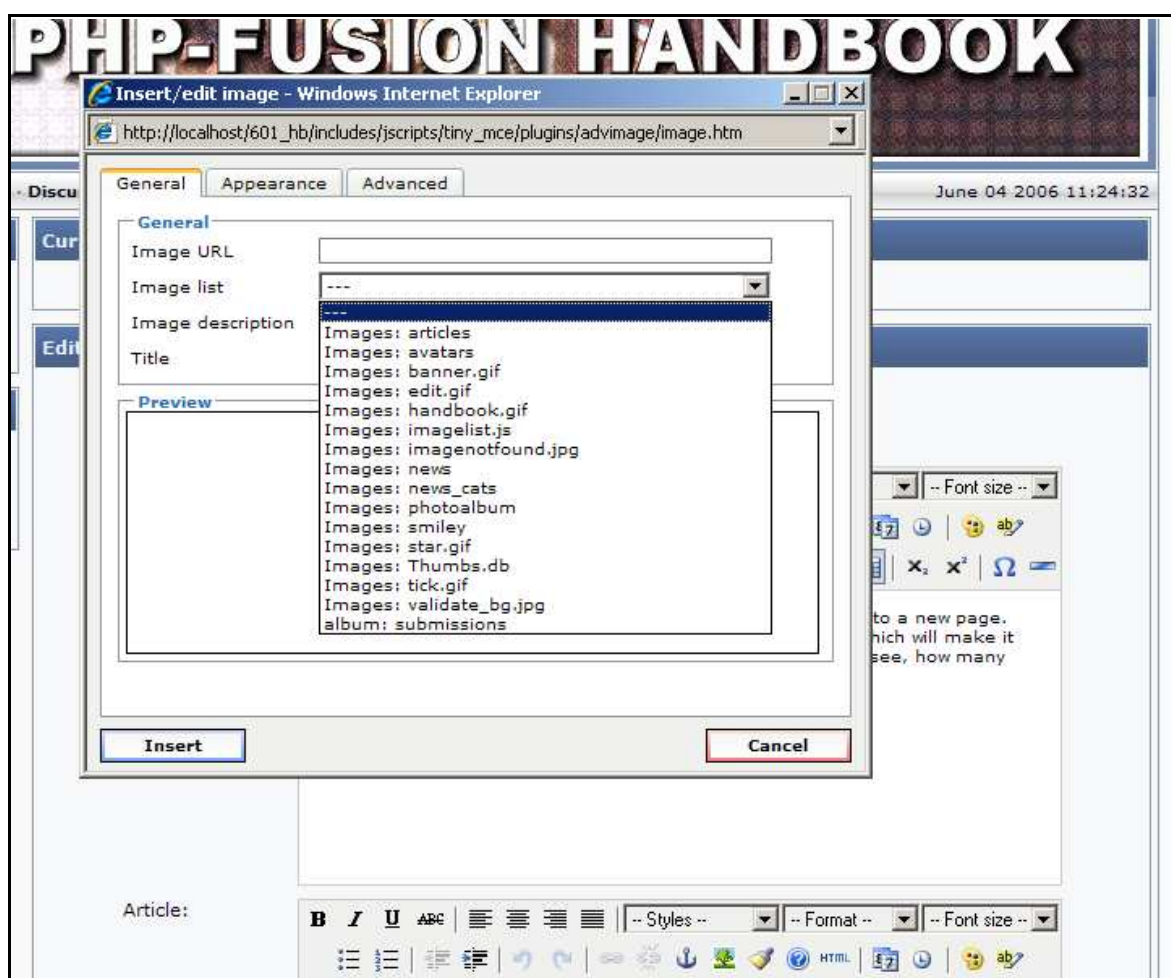 PHP-FUSION HANDBOOK
Insert/edit image - Windows Internet Explorer
http://localhost/601_hb/includes/jscripts/tiny_mce/plugins/advimage/image.htm
General Appearance Advanced
· Discu
June 04 2006 11:24:32
General
Cur
Image URL
Image list ---
Image description
Edit
Title
---
Images: articles
Images: avatars
Images: banner.gif
Images: edit.gif
Images: handbook.gif
Images: imagelist.js
Images: imagenotfound.jpg
Images: news
Images: news_cats
Images: photoalbum
Images: smiley
Images: star.gif
Images: Thumbs.db
Images: tick.gif
Images: validate_bg.jpg
album: submissions
Preview
-- Font size --
to a new page.
hich will make it
see, how many
Insert Cancel
Article:
B I U ABC -- Styles -- -- Format -- -- Font size --
HTML